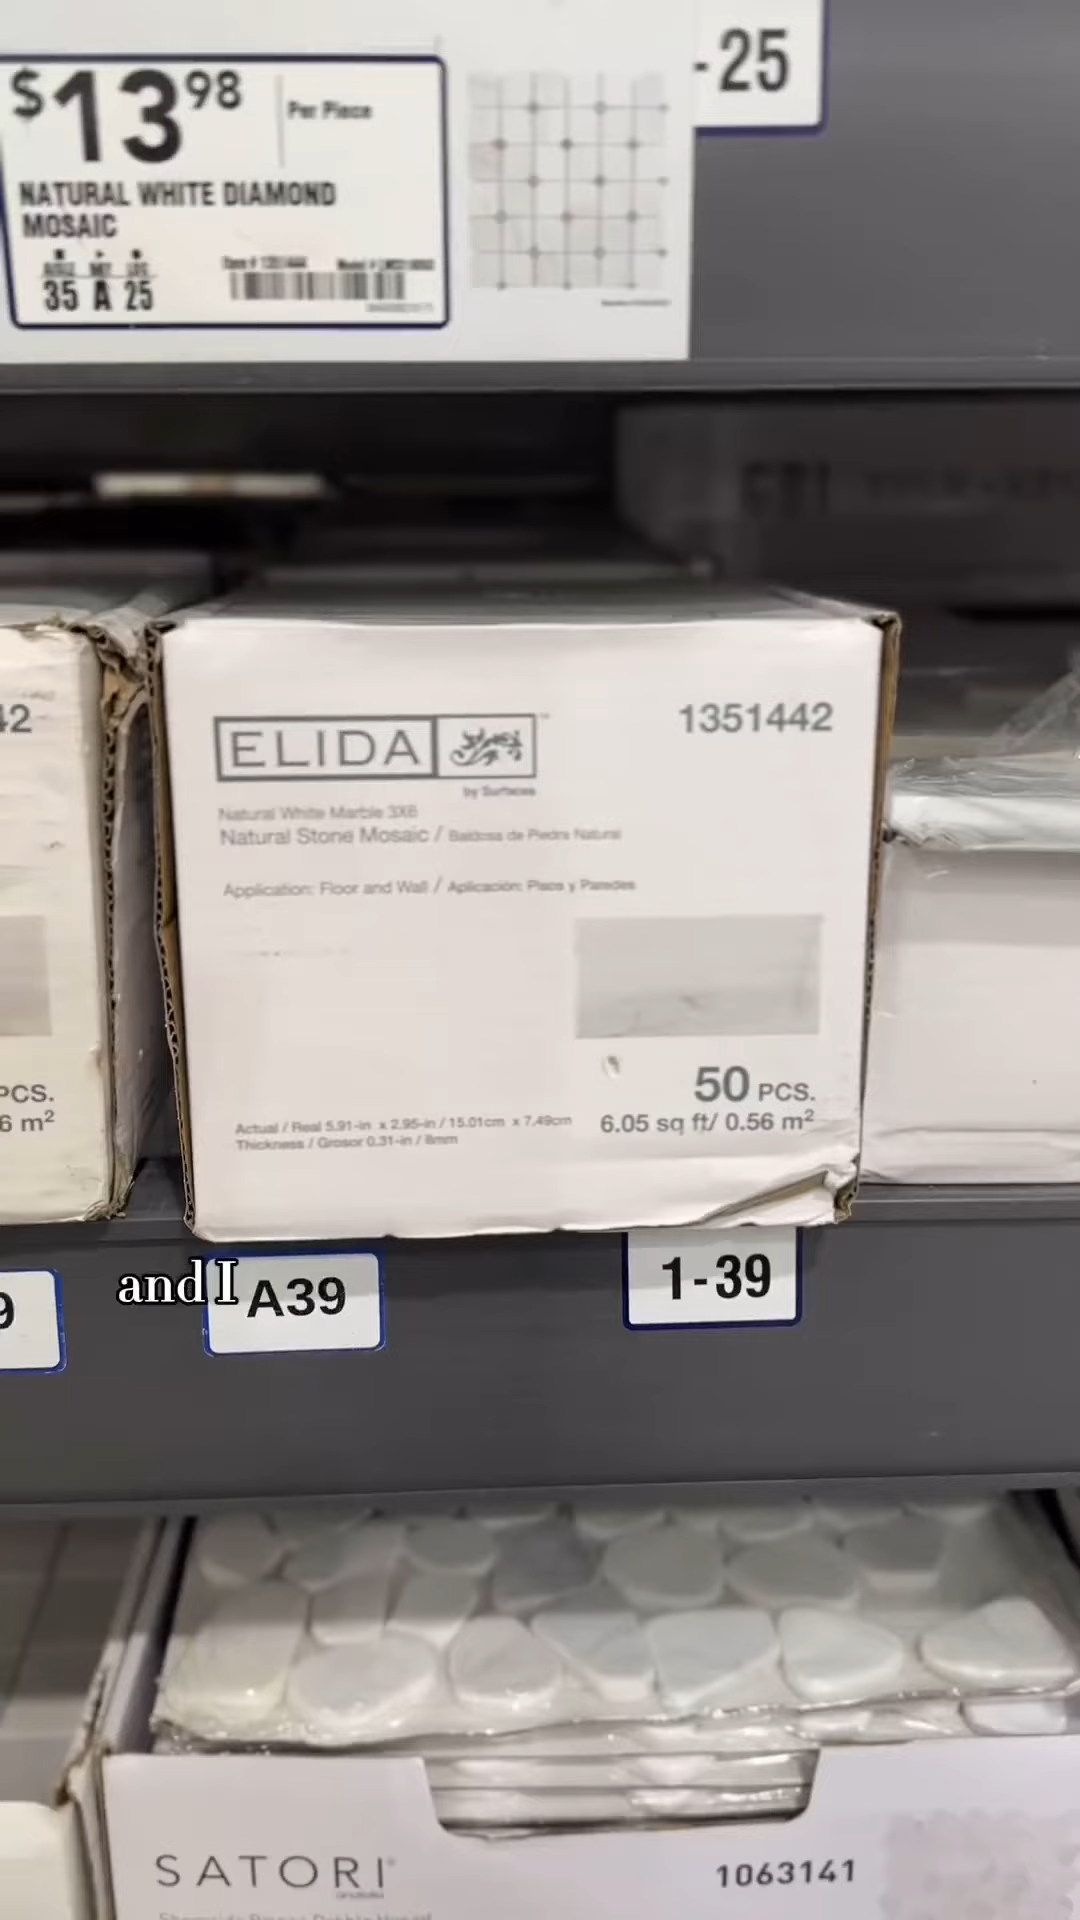 -25
$13 98
Per Piece
NATURAL WHITE DIAMOND
MOSAIC
35 A 25
42
ELIDA
by Surfaces
1351442
Natural White Marble 3X6
Natural Stone Mosaic / Baldosa de Piedra Natural
Application: Floor and Wall / Aplicación: Pisos y Paredes
50 PCS.
6.05 sq ft/ 0.56 m²
Actual / Real 5.91-in x 2.95-in / 15.01cm x 7.49cm
Thickness / Grosor 0.31-in / 8mm
PCS.
6 m²
9
and I
A39
1-39
SATORI
1063141